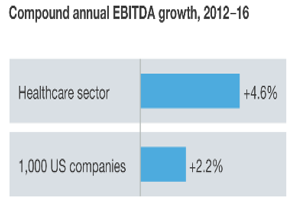 Compound annual EBITDA growth, 2012–16
Healthcare sector +4.6%
1,000 US companies +2.2%